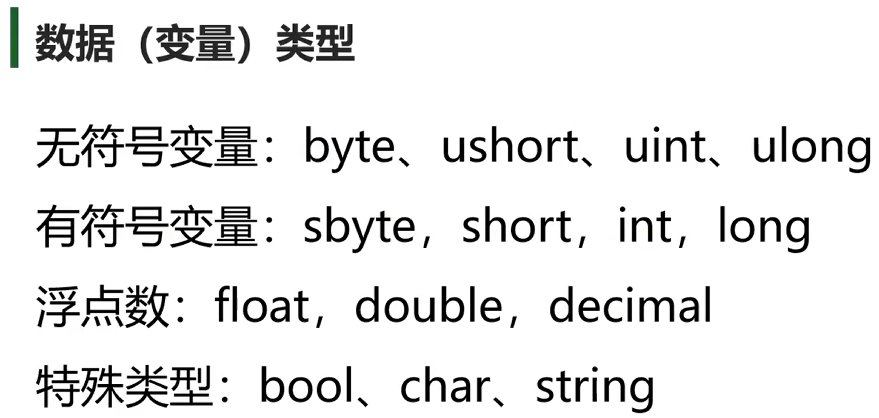 数据（变量）类型
无符号变量：byte、ushort、uint、ulong
有符号变量：sbyte，short，int，long
浮点数：float，double，decimal
特殊类型：bool、char、string